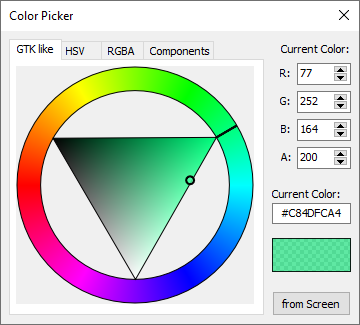 Color Picker
GTK like HSV RGBA Components
Current Color:
R: 77
G: 252
B: 164
A: 200
Current Color:
#C84DFCA4
from Screen